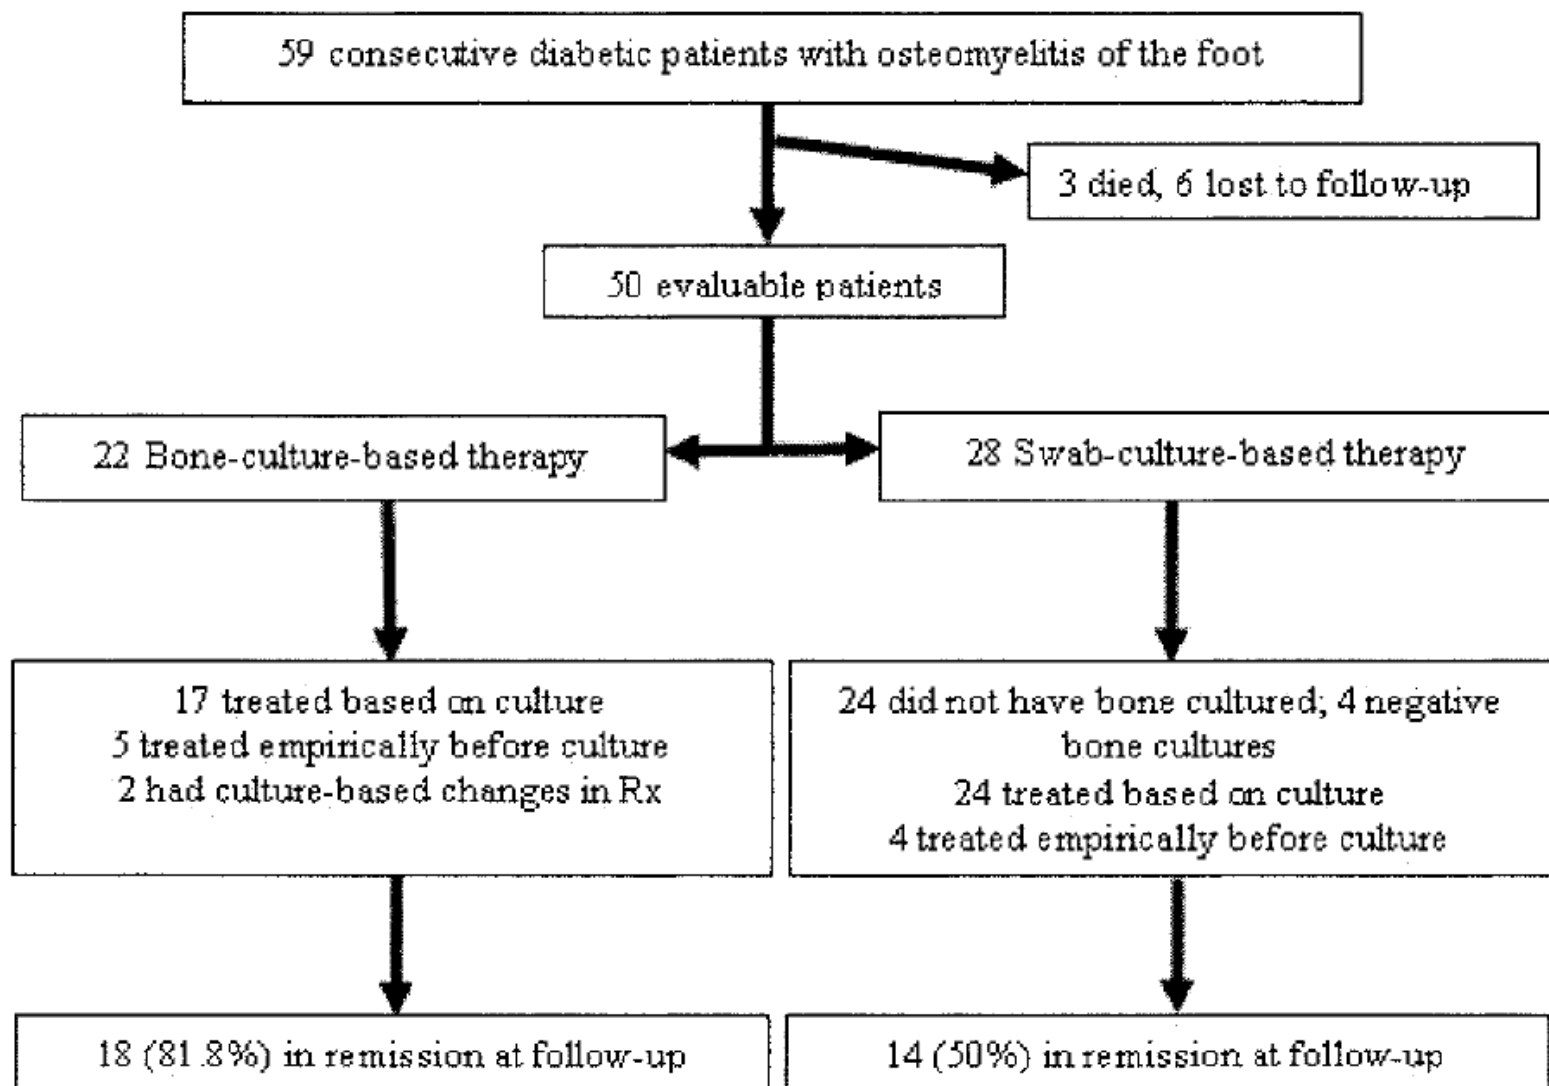 59 consecutive diabetic patients with osteomyelitis of the foot
3 died, 6 lost to follow-up
50 evaluable patients
22 Bone-culture-based therapy
28 Swab-culture-based therapy
17 treated based on culture
5 treated empirically before culture
2 had culture-based changes in Rx
24 did not have bone cultured; 4 negative
bone cultures
24 treated based on culture
4 treated empirically before culture
18 (81.8%) in remission at follow-up
14 (50%) in remission at follow-up